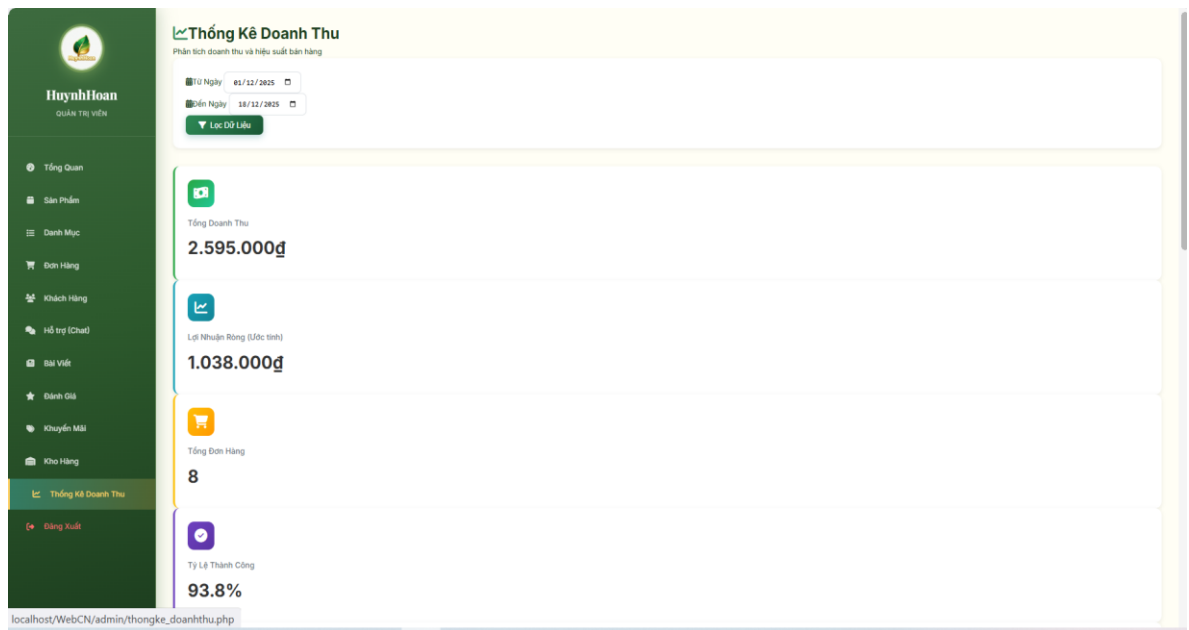 HuynhHoan
QUẢN TRỊ VIÊN
Tổng Quan
Sản Phẩm
Danh Mục
Đơn Hàng
Khách Hàng
Hỗ trợ (Chat)
Bài Viết
Đánh Giá
Khuyến Mãi
Kho Hàng
Thống Kê Doanh Thu
Đăng Xuất
localhost/WebCN/admin/thongke_doanhthu.php
Thống Kê Doanh Thu
Phân tích doanh thu và hiệu suất bán hàng
Từ Ngày 01/12/2025
Đến Ngày 18/12/2025
Lọc Dữ Liệu
Tổng Doanh Thu
2.595.000₫
Lợi Nhuận Ròng (Ước tính)
1.038.000₫
Tổng Đơn Hàng
8
Tỷ Lệ Thành Công
93.8%